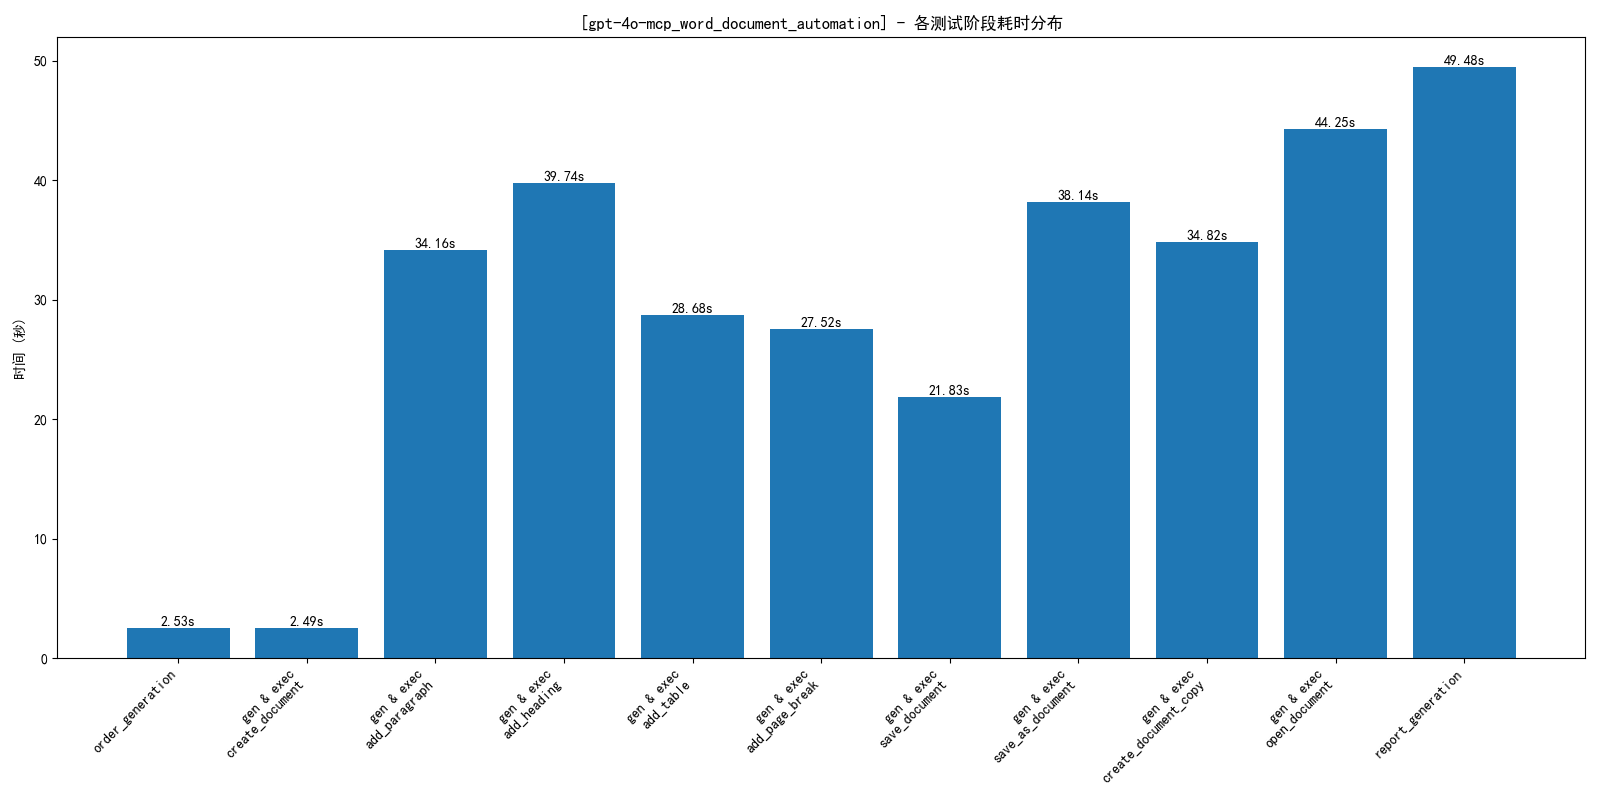 [gpt-4o-mcp_word_document_automation] - 各测试阶段耗时分布
时间 (秒)
50
40
30
20
10
0
2.53s
2.49s
34.16s
39.74s
28.68s
27.52s
21.83s
38.14s
34.82s
44.25s
49.48s
order_generation
gen & exec
create_document
gen & exec
add_paragraph
gen & exec
add_heading
gen & exec
add_table
gen & exec
add_page_break
gen & exec
save_document
gen & exec
save_as_document
gen & exec
create_document_copy
gen & exec
open_document
report_generation